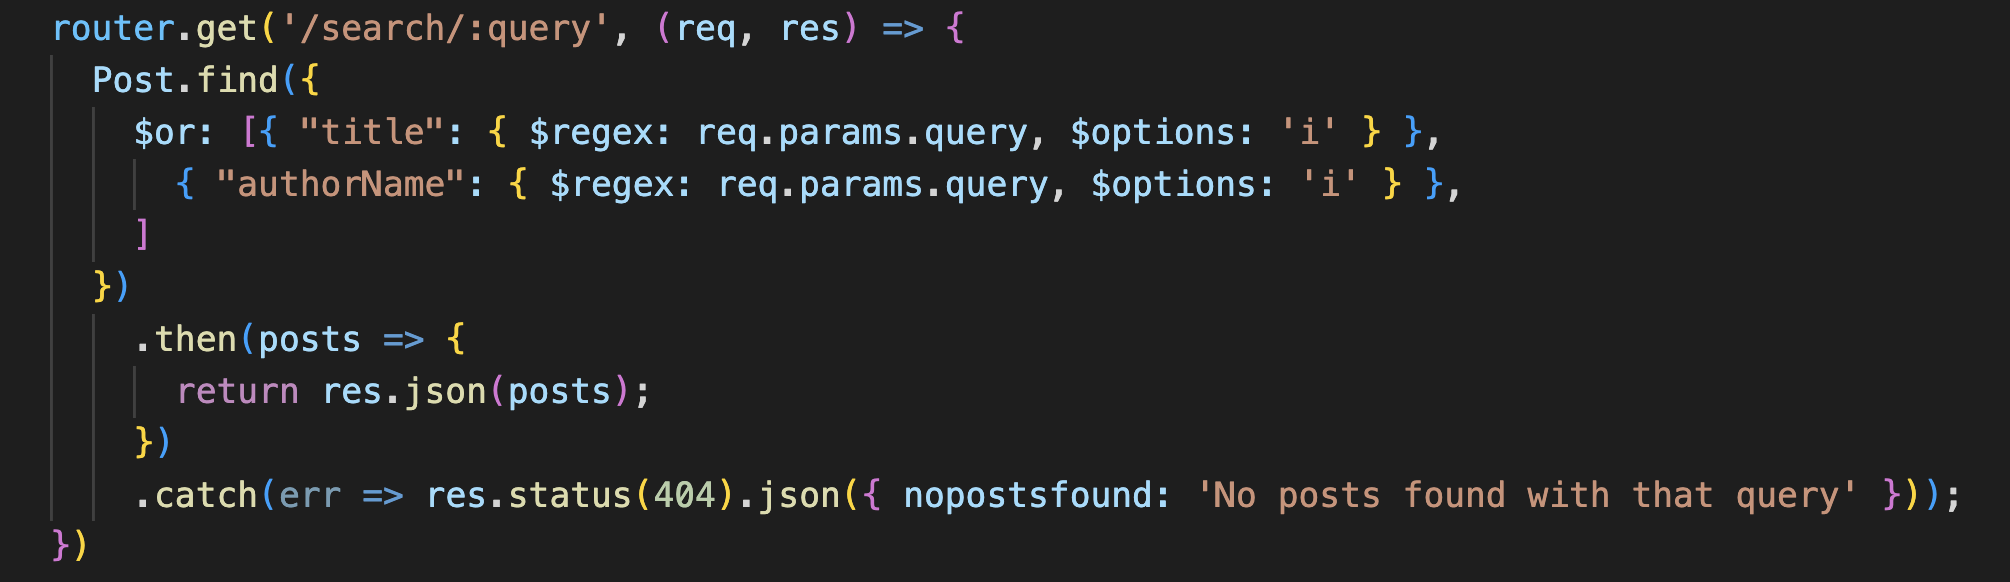 router.get('/search/:query', (req, res) => {
  Post.find({
    $or: [{ "title": { $regex: req.params.query, $options: 'i' } },
      { "authorName": { $regex: req.params.query, $options: 'i' } },
    ]
  })
    .then(posts => {
      return res.json(posts);
    })
    .catch(err => res.status(404).json({ nopostsfound: 'No posts found with that query' }));
})